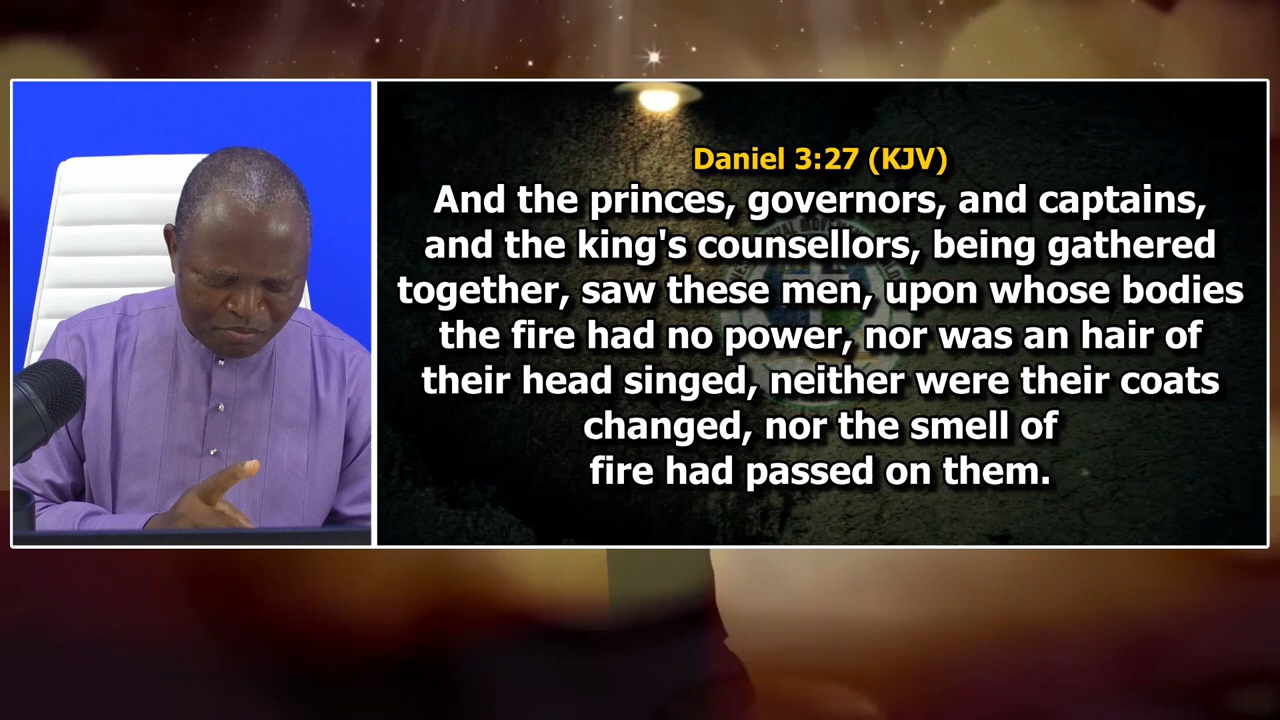 Daniel 3:27 (KJV)
And the princes, governors, and captains,
and the king's counsellors, being gathered
together, saw these men, upon whose bodies
the fire had no power, nor was an hair of
their head singed, neither were their coats
changed, nor the smell of
fire had passed on them.